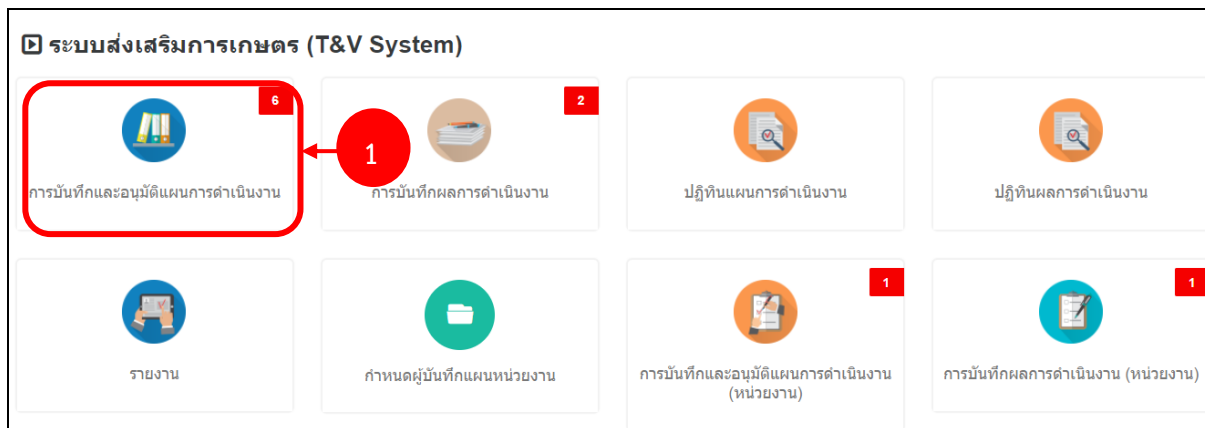 ระบบส่งเสริมการเกษตร (T&V System)
6
2
1
การบันทึกและอนุมัติแผนการดำเนินงาน
การบันทึกผลการดำเนินงาน
ปฏิทินแผนการดำเนินงาน
ปฏิทินผลการดำเนินงาน
1
1
รายงาน
กำหนดผู้บันทึกแผนหน่วยงาน
การบันทึกและอนุมัติแผนการดำเนินงาน
(หน่วยงาน)
การบันทึกผลการดำเนินงาน (หน่วยงาน)